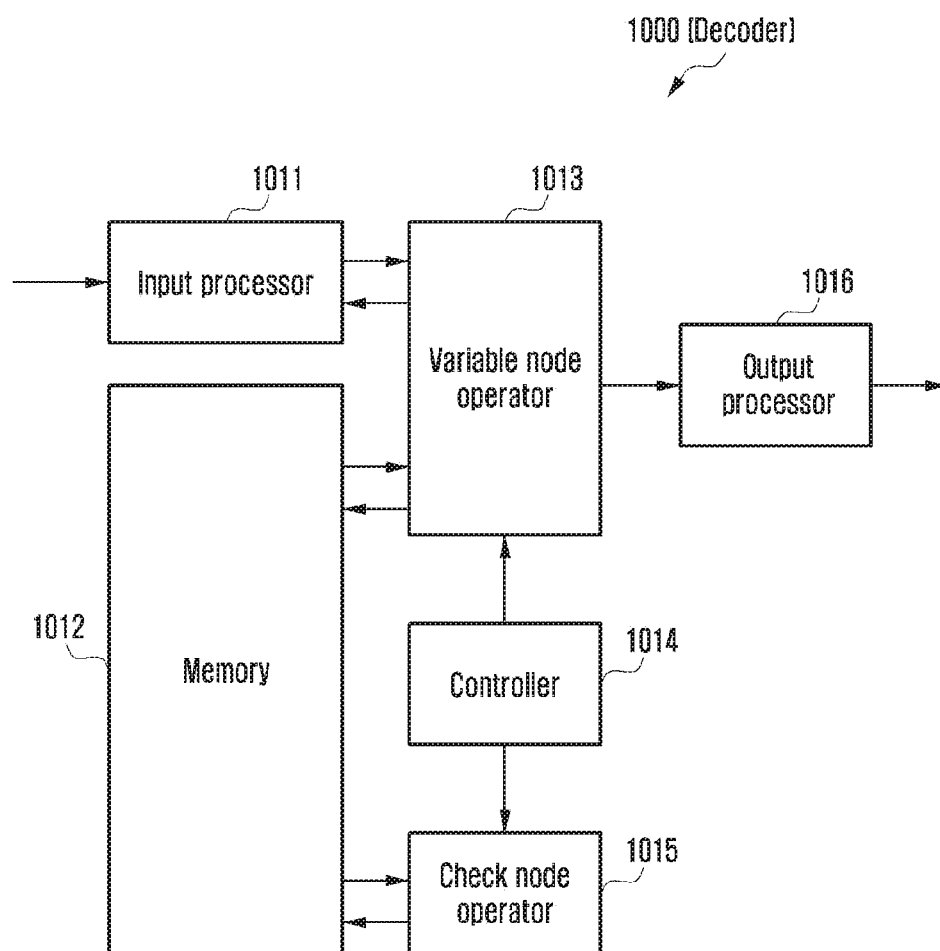 1000 (Decoder)
1011
1013
Input processor
1016
Variable node
operator
Output
processor
1012
Memory
1014
Controller
1015
Check node
operator